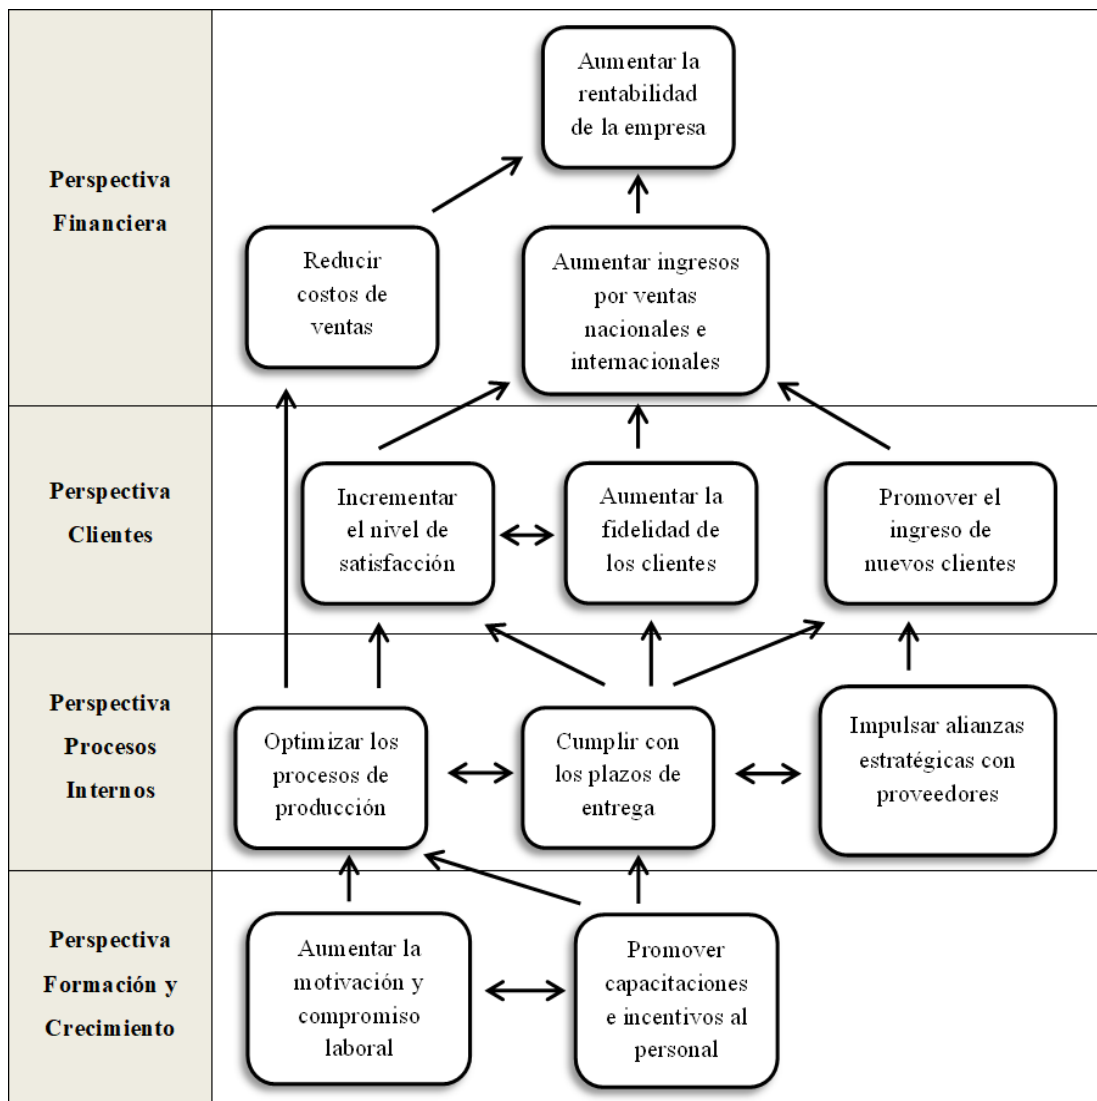 Perspectiva
Financiera
Aumentar la
rentabilidad
de la empresa
Reducir
costos de
ventas
Aumentar ingresos
por ventas
nacionales e
internacionales
Perspectiva
Clientes
Incrementar
el nivel de
satisfacción
Aumentar la
fidelidad de
los clientes
Promover el
ingreso de
nuevos clientes
Perspectiva
Procesos
Internos
Optimizar los
procesos de
producción
Cumplir con
los plazos de
entrega
Impulsar alianzas
estratégicas con
proveedores
Perspectiva
Formación y
Crecimiento
Aumentar la
motivación y
compromiso
laboral
Promover
capacitaciones
e incentivos al
personal